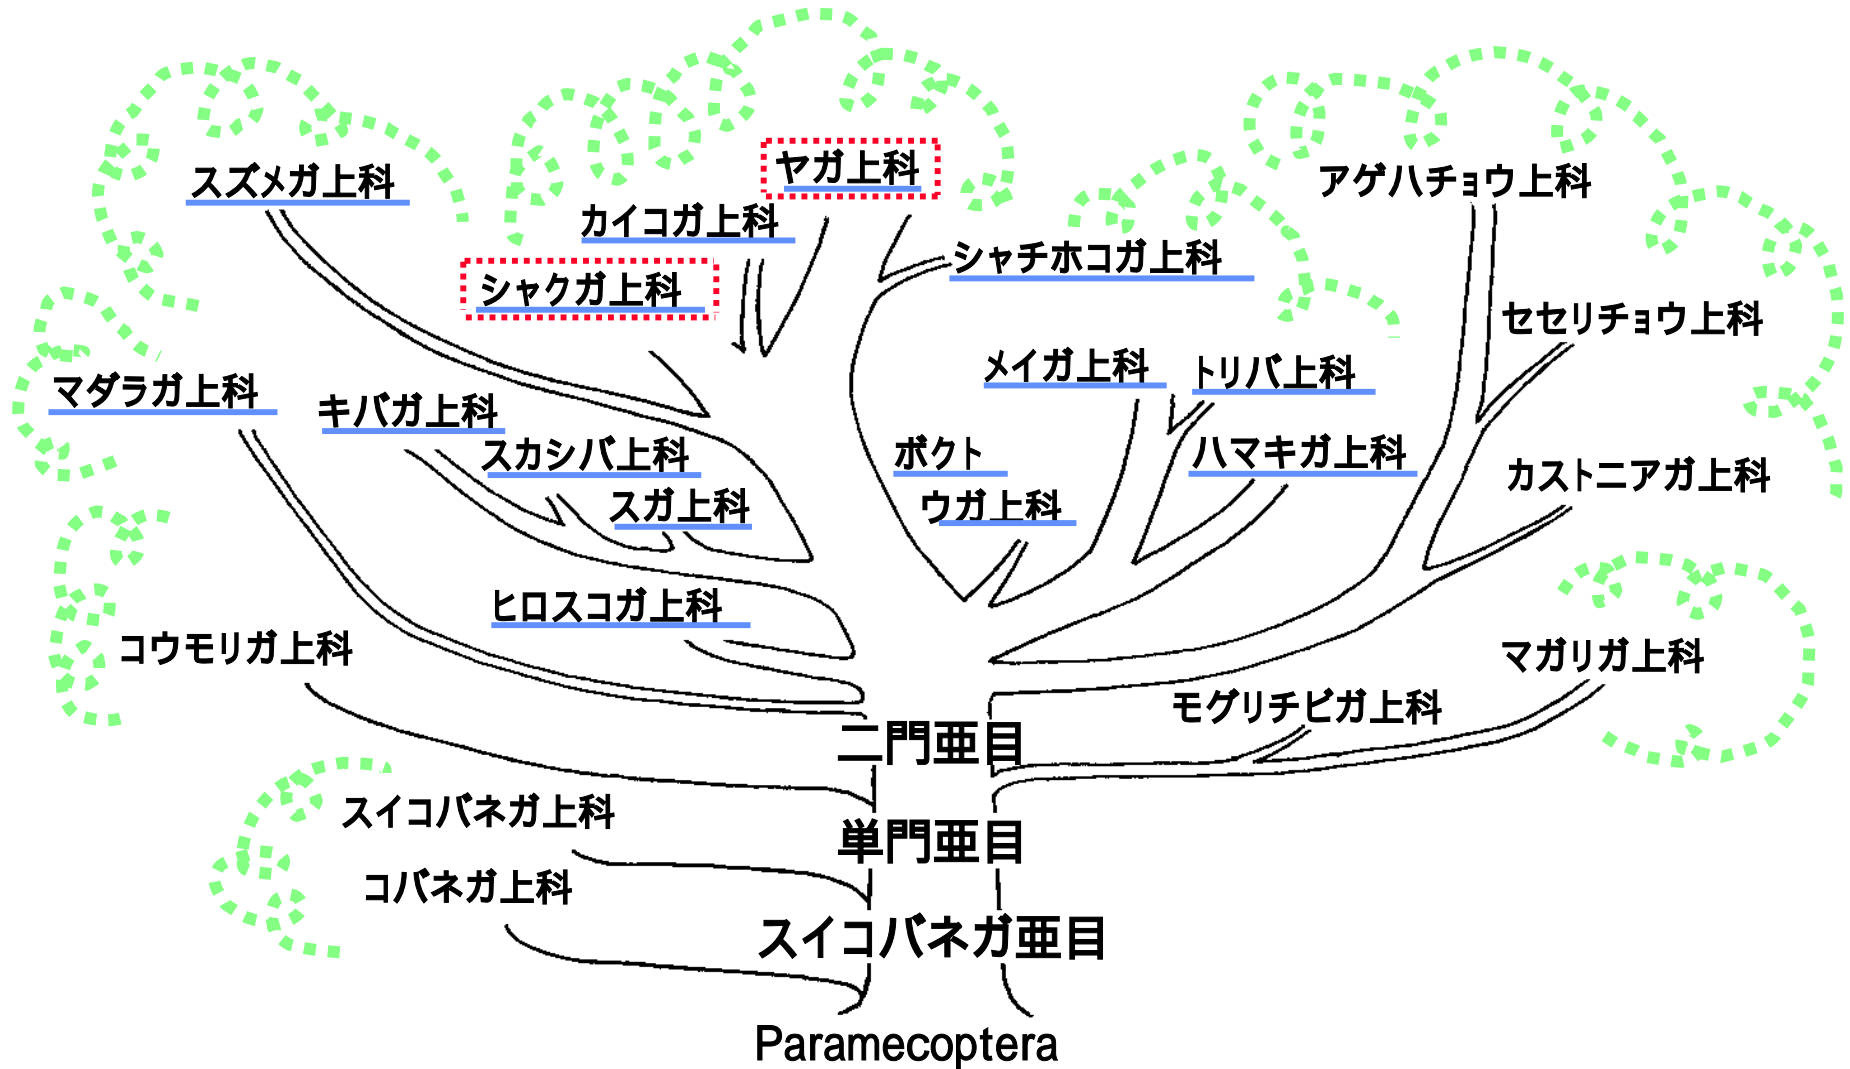 ヤガ上科
スズメガ上科
アゲハチョウ上科
カイコガ上科
シャチホコガ上科
シャクガ上科
セセリチョウ上科
メイガ上科
トリバ上科
マダラガ上科
キバガ上科
スカシバ上科
ボクト
ウガ上科
ハマキガ上科
カストニアガ上科
スガ上科
ヒロスコガ上科
コウモリガ上科
マガリガ上科
モグリチビガ上科
二門亜目
スイコバネガ上科
単門亜目
コバネガ上科
スイコバネガ亜目
Paramecoptera